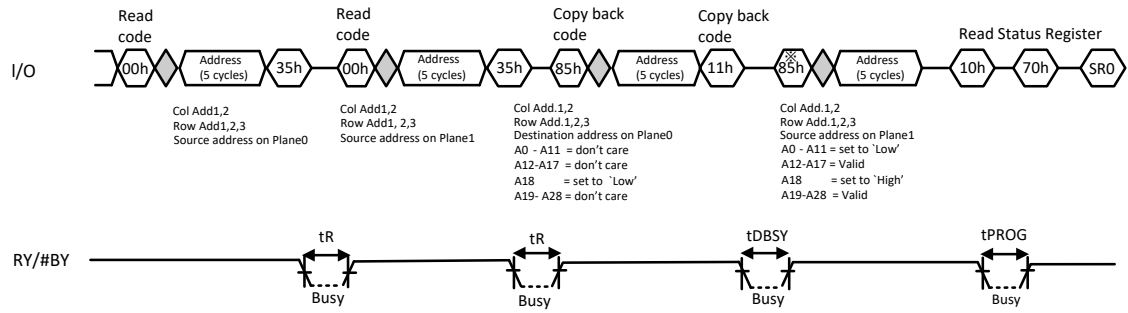 Read code
Read code
Copy back code
Copy back code
Read Status Register
I/O
00h
Address (5 cycles)
35h
00h
Address (5 cycles)
35h
85h
Address (5 cycles)
11h
※
85h
Address (5 cycles)
10h
70h
SR0
Col Add1,2
Row Add1,2,3
Source address on Plane0
Col Add1,2
Row Add1, 2,3
Source address on Plane1
Col Add.1,2
Row Add.1,2,3
Destination address on Plane0
A0 - A11 = don't care
A12-A17 = don't care
A18 = set to `Low'
A19- A28 = don't care
Col Add.1,2
Row Add.1,2,3
Source address on Plane1
A0 - A11 = set to `Low'
A12-A17 = Valid
A18 = set to `High'
A19-A28 = Valid
RY/#BY
tR
Busy
tR
Busy
tDBSY
Busy
tPROG
Busy